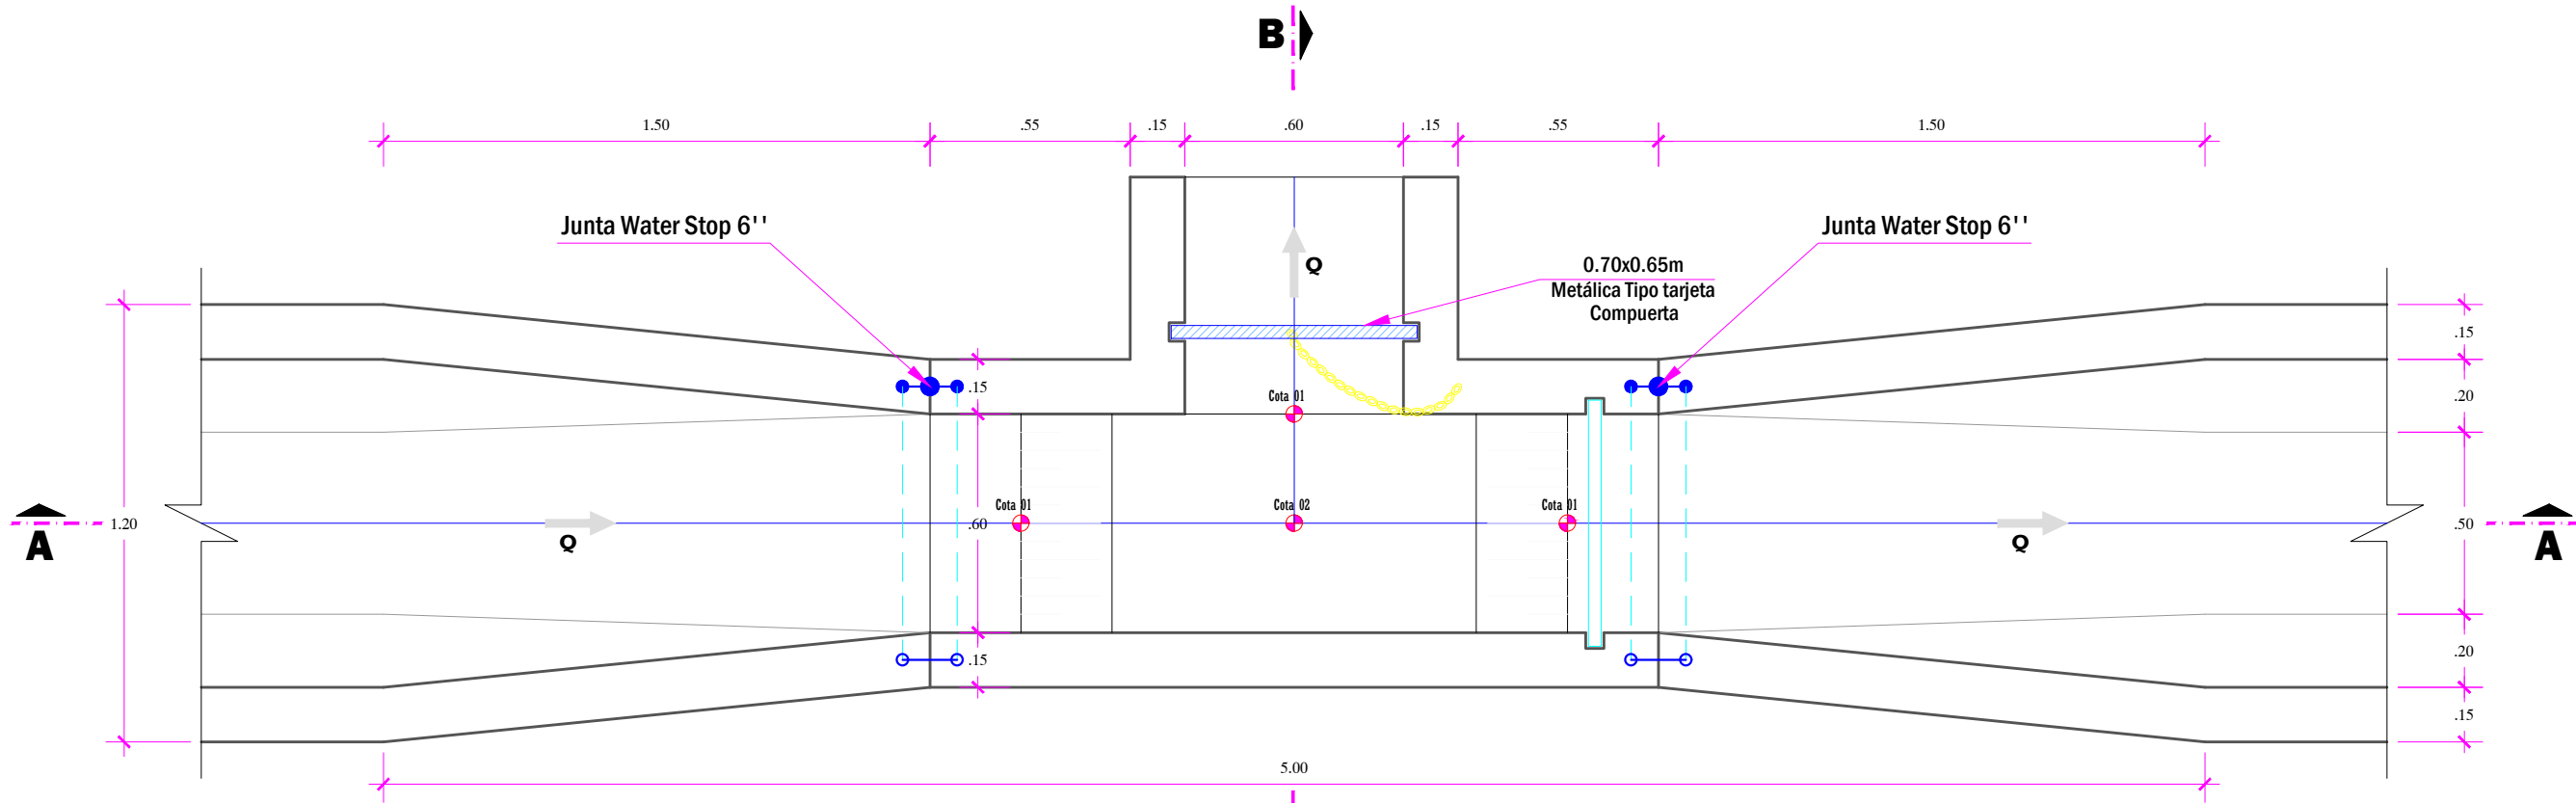 B
1.50
.55
.15
.60
.15
.55
1.50
Junta Water Stop 6''
Junta Water Stop 6''
Q
0.70x0.65m
Metálica Tipo tarjeta
Compuerta
.15
.15
.20
Cota 01
Cota 01
Cota 02
Cota 01
A
1.20
Q
.60
Q
.50
A
.15
.20
.15
5.00